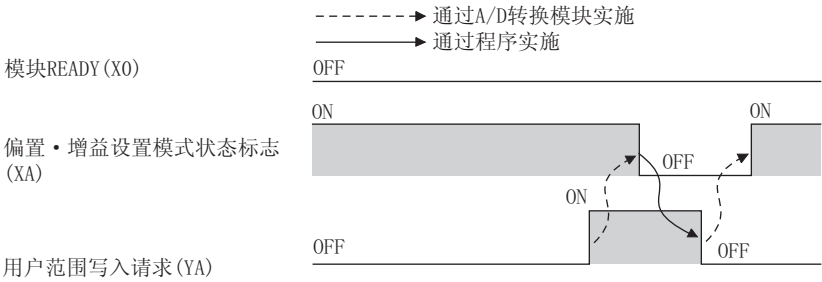 通过A/D转换模块实施
通过程序实施
模块READY(X0)
OFF
ON
ON
偏置·增益设置模式状态标志
(XA)
OFF
ON
用户范围写入请求(YA)
OFF
OFF